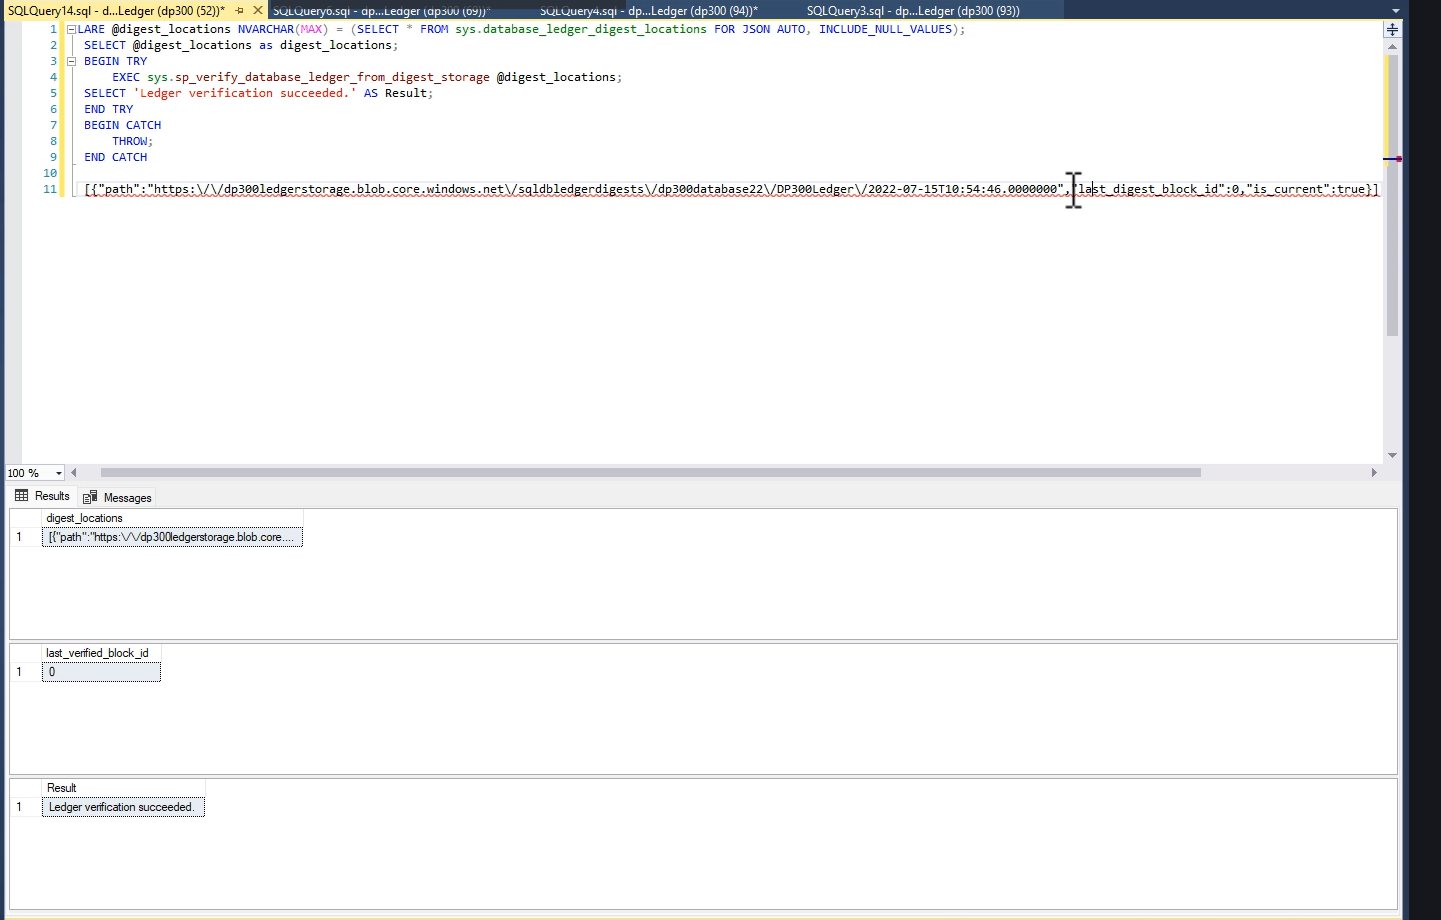 SQLQuery14.sql - d...Ledger (dp300 (52))* SQLQuery6.sql - dp...Ledger (dp300 (69))* SQLQuery4.sql - dp...Ledger (dp300 (94))* SQLQuery3.sql - dp...Ledger (dp300 (93))
1 LARE @digest_locations NVARCHAR(MAX) = (SELECT * FROM sys.database_ledger_digest_locations FOR JSON AUTO, INCLUDE_NULL_VALUES);
2 SELECT @digest_locations as digest_locations;
3 BEGIN TRY
4 EXEC sys.sp_verify_database_ledger_from_digest_storage @digest_locations;
5 SELECT 'Ledger verification succeeded.' AS Result;
6 END TRY
7 BEGIN CATCH
8 THROW;
9 END CATCH
10
11 [{"path":"https:\/\/dp300ledgerstorage.blob.core.windows.net\/sqldbledgerdigests\/dp300database22\/DP300Ledger\/2022-07-15T10:54:46.0000000","last_digest_block_id":0,"is_current":true}]
100 %
Results Messages
digest_locations
1 [{"path":"https:\/\/dp300ledgerstorage.blob.core....
last_verified_block_id
1 0
Result
1 Ledger verification succeeded.